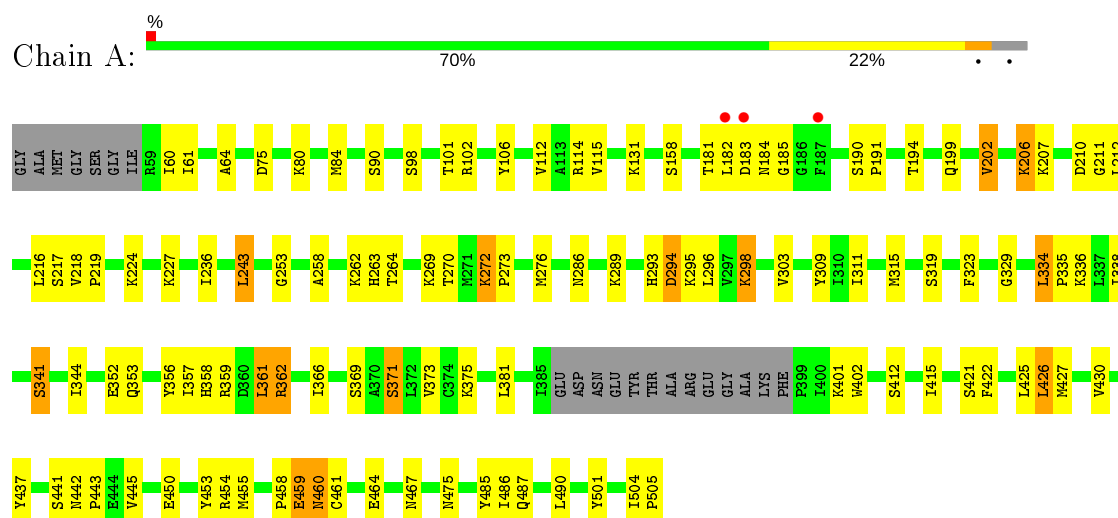 %
Chain A:
70% 22% • •
GLY ALA MET GLY SER GLY ILE R59 I60 I61 A64 D75 K80 M84 S90 S98 T101 R102 Y106 V112 A113 R114 V115 K131 S158 T181 L182 D183 N184 G185 G186 F187 S190 P191 T194 Q199 V202 K206 K207 D210 G211 L212
L216 S217 V218 P219 K224 K227 I236 L243 G253 A258 K262 H263 T264 K269 T270 M271 K272 P273 M276 N286 K289 H293 D294 K295 L296 V297 K298 V303 Y309 I310 I311 M315 S319 F323 G329 L334 P335 K336 L337 I338
S341 I344 E352 Q353 Y356 I357 H358 R359 D360 L361 R362 I366 S369 A370 S371 L372 V373 C374 K375 L381 I385 GLU ASP ASN GLU TYR THR ALA ARG GLU GLY ALA LYS PHE P399 I400 K401 W402 S412 I415 S421 F422 L425 L426 M427 V430
Y437 S441 N442 P443 E444 V445 E450 Y453 R454 M455 P458 E459 N460 C461 E464 N467 N475 Y485 I486 Q487 L490 Y501 I504 P505